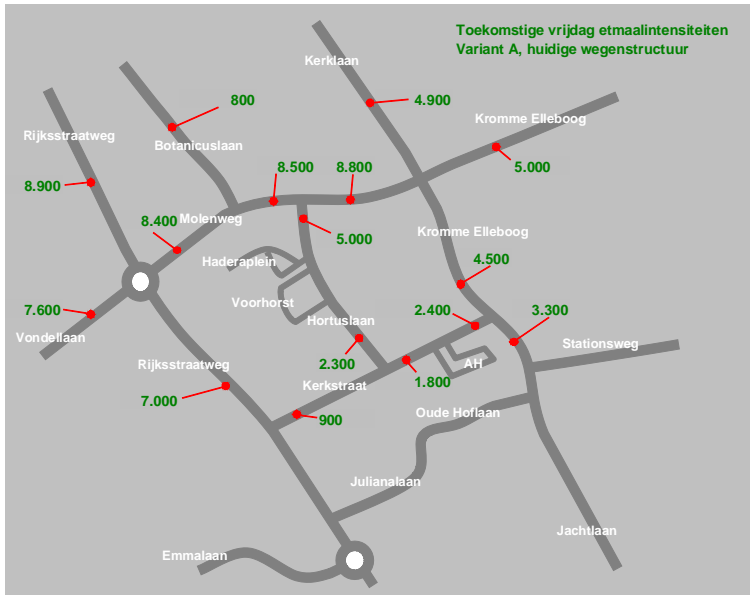 Toekomstige vrijdag etmaalintensiteiten
Variant A, huidige wegenstructuur
Kerklaan
4.900
800
Kromme Elleboog
Rijksstraatweg
Botanicuslaan
5.000
8.500
8.800
8.900
8.400
Molenweg
5.000
Kromme Elleboog
Haderaplein
4.500
Voorhorst
7.600
Hortuslaan
2.400
3.300
Vondellaan
Stationsweg
Rijksstraatweg
2.300
AH
Kerkstraat
1.800
7.000
900
Oude Hoflaan
Julianalaan
Jachtlaan
Emmalaan